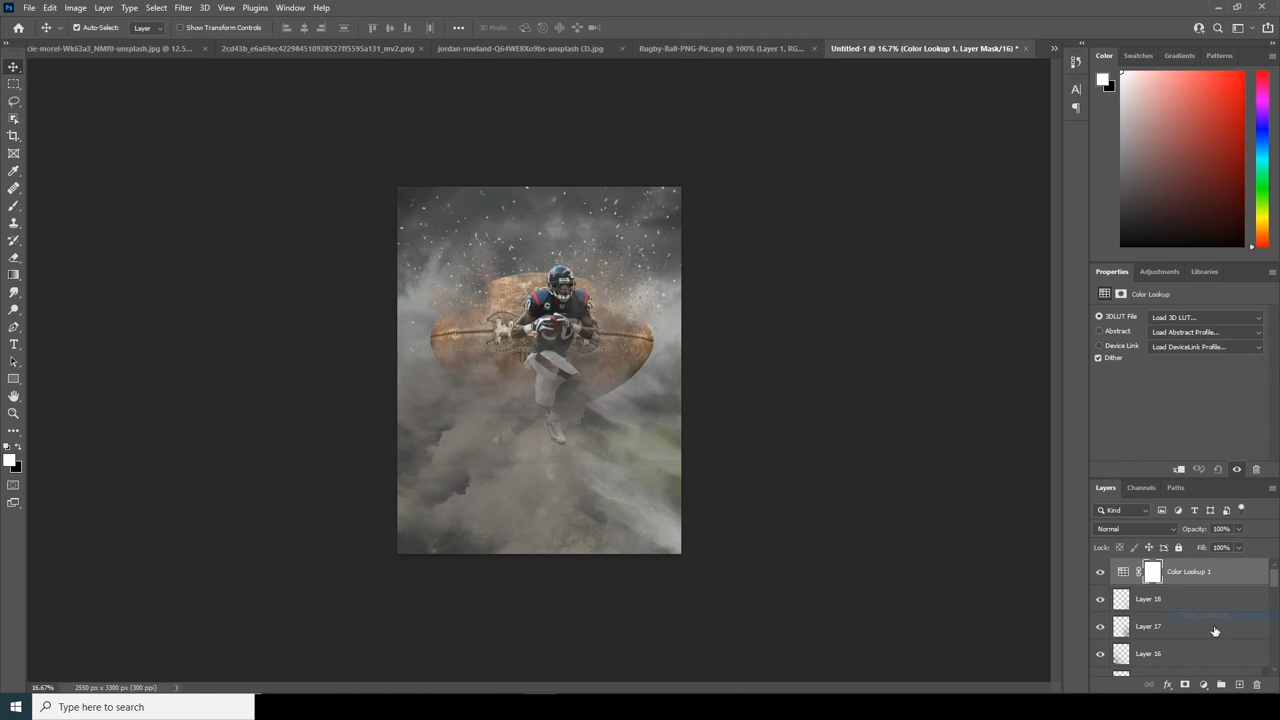 Ps File Edit Image Layer Type Select Filter 3D View Plugins Window Help
Auto-Select: Layer Show Transform Controls 3D Mode:
cie-morel-Wk63a3_NMf0-unsplash.jpg @ 12.5... 2cd43b_e6a69ec422984510928527ff5595a131_mv2.png jordan-rowland-Q64WE8Xe9bs-unsplash (3).jpg Rugby-Ball-PNG-Pic.png @ 100% (Layer 1, RG... Untitled-1 @ 16.7% (Color Lookup 1, Layer Mask/16) *
Color Swatches Gradients Patterns
Properties Adjustments Libraries
Color Lookup
3DLUT File Load 3D LUT...
Abstract Load Abstract Profile...
Device Link Load DeviceLink Profile...
Dither
Layers Channels Paths
Kind
Normal Opacity: 100%
Lock: Fill: 100%
Color Lookup 1
Layer 18
Layer 17
Layer 16
16.67% 2550 px x 3300 px (300 ppi)
Type here to search